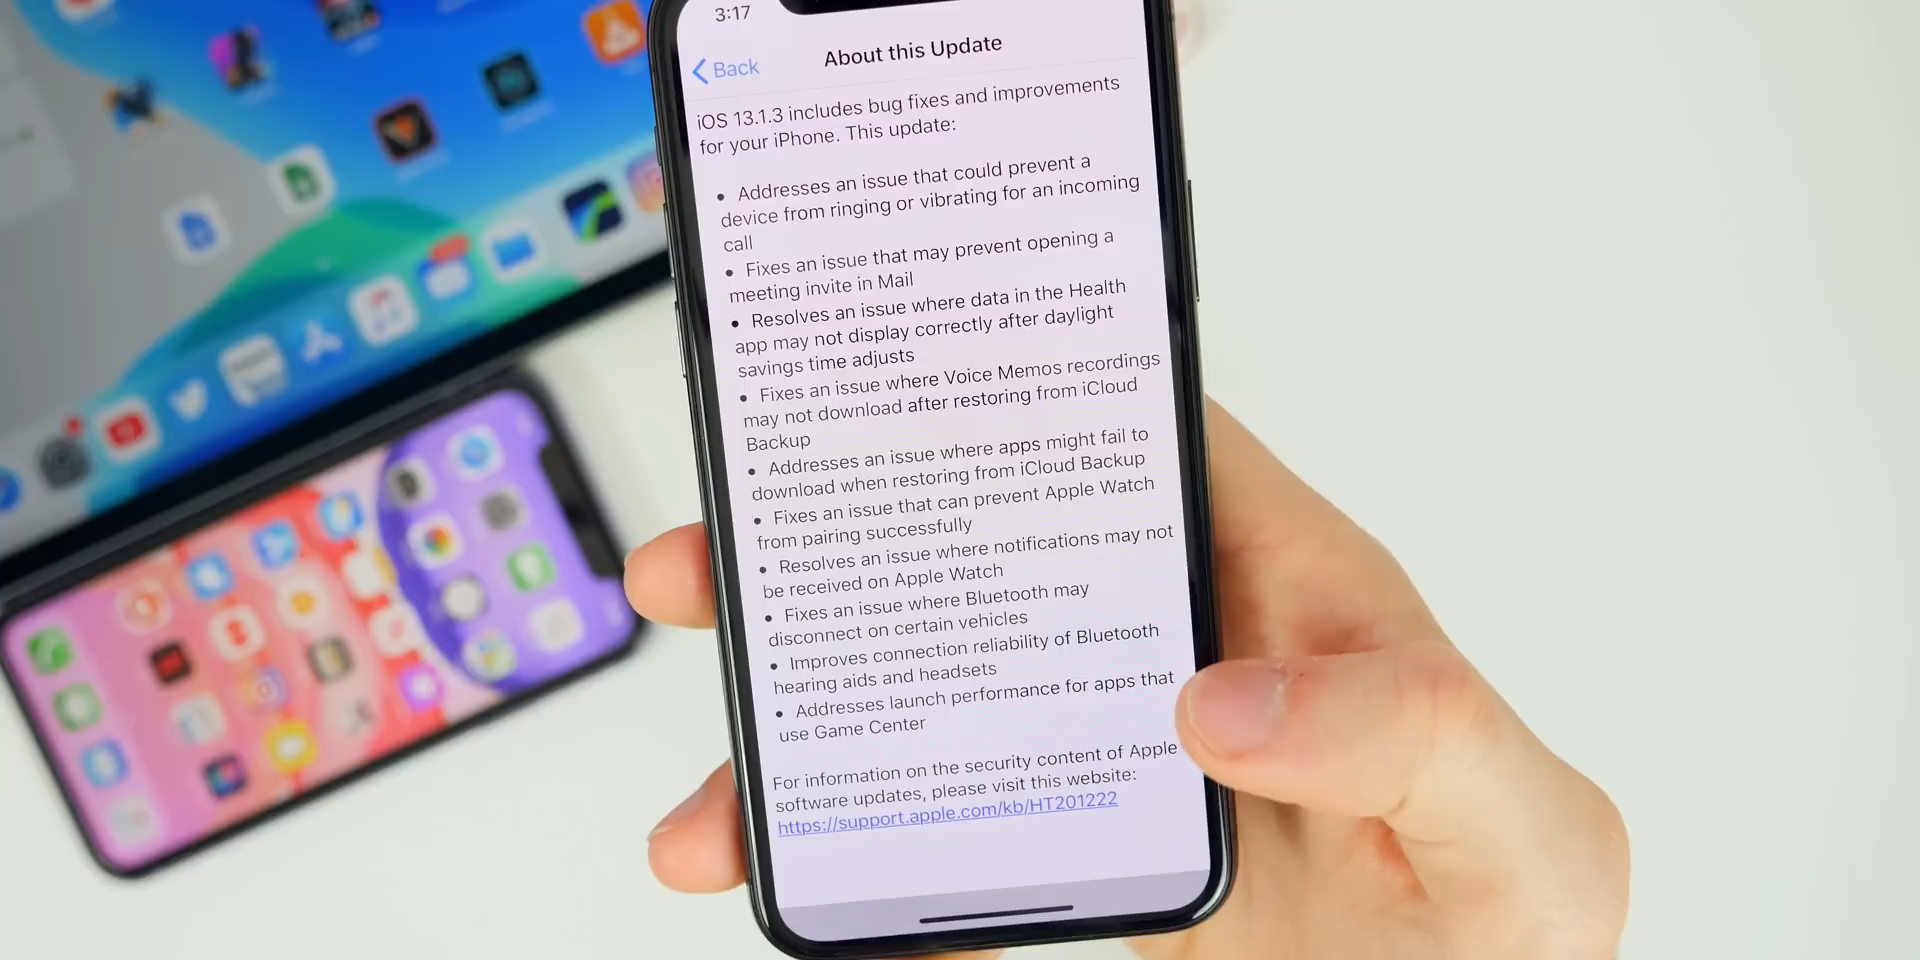 3:17
Back
About this Update
iOS 13.1.3 includes bug fixes and improvements
for your iPhone. This update:
• Addresses an issue that could prevent a
device from ringing or vibrating for an incoming
call
• Fixes an issue that may prevent opening a
meeting invite in Mail
• Resolves an issue where data in the Health
app may not display correctly after daylight
savings time adjusts
• Fixes an issue where Voice Memos recordings
may not download after restoring from iCloud
Backup
• Addresses an issue where apps might fail to
download when restoring from iCloud Backup
• Fixes an issue that can prevent Apple Watch
from pairing successfully
• Resolves an issue where notifications may not
be received on Apple Watch
• Fixes an issue where Bluetooth may
disconnect on certain vehicles
• Improves connection reliability of Bluetooth
hearing aids and headsets
• Addresses launch performance for apps that
use Game Center
For information on the security content of Apple
software updates, please visit this website:
https://support.apple.com/kb/HT201222